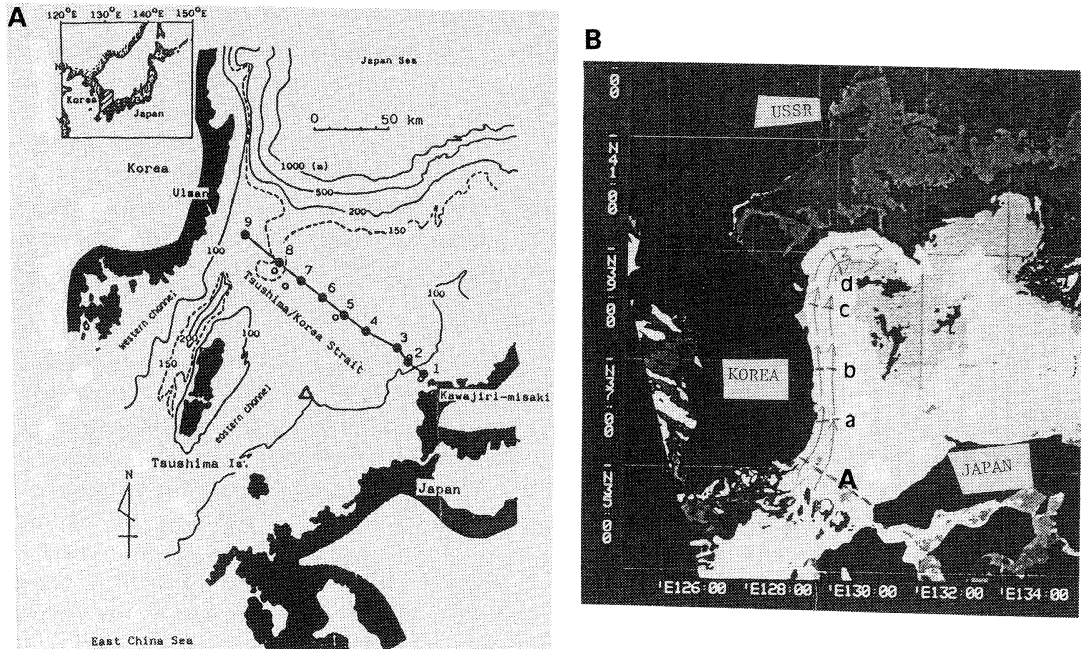 A
120°E 130°E 140°E 150°E
Korea
Japan
Japan Sea
0 50 km
1000 (m)
500
200
150
Korea
Ulsan
100
9
8
7
6
5
4
3
2
1
100
Tsushima/Korea Strait
western channel
200
150
100
eastern channel
Kawajiri-misaki
Tsushima Is.
N
Japan
East China Sea
B
USSR
N41:00
N39:00
d
c
KOREA
b
N37:00
a
A
JAPAN
N35:00
'E126:00 'E128:00 'E130:00 'E132:00 'E134:00